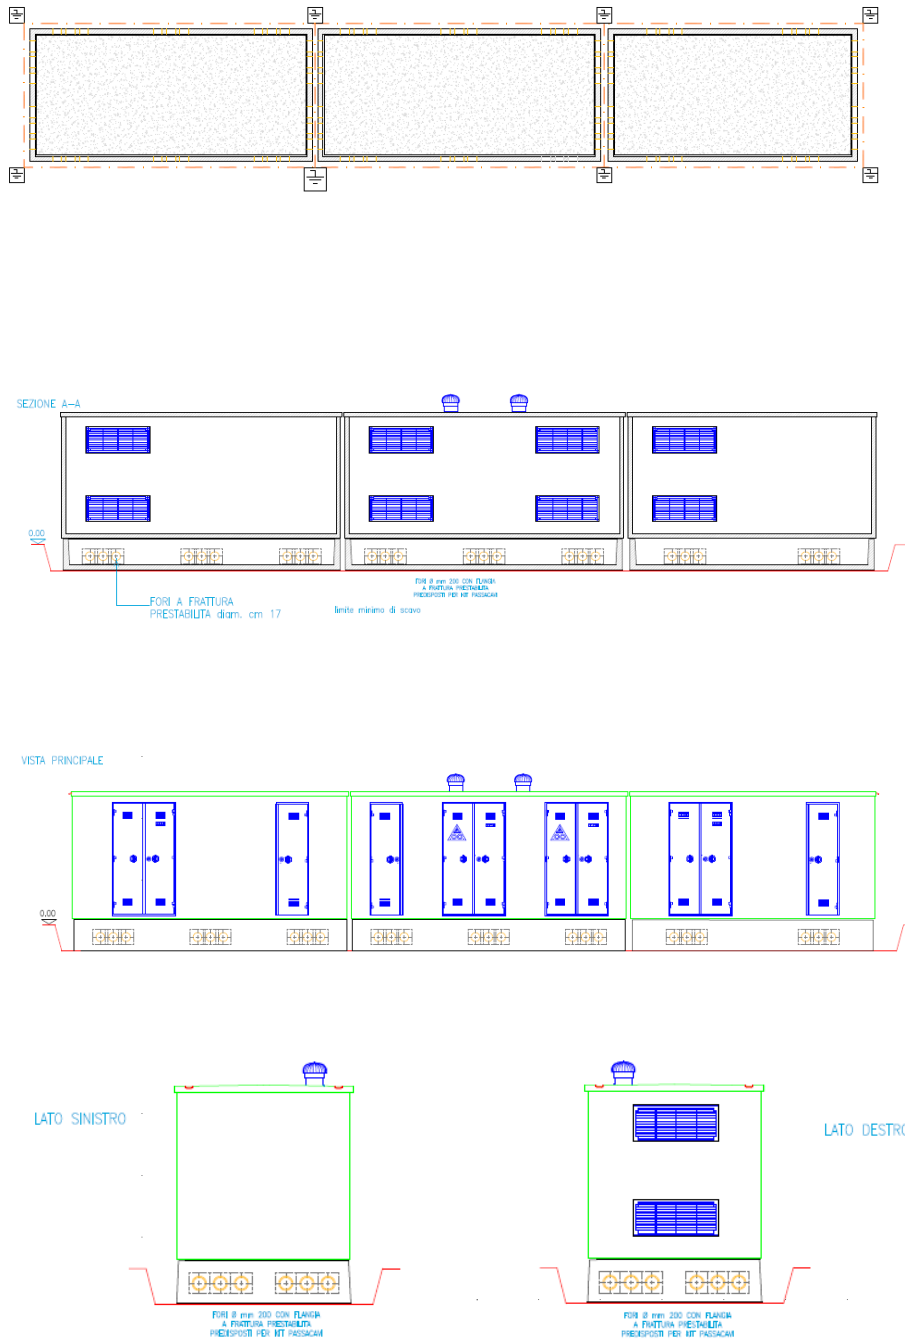 SEZIONE A-A
0.00
FORI Ø mm 200 CON FLANGIA
A FRATTURA PRESTABILITA
PREDISPOSTI PER KIT PASSACAVI
FORI A FRATTURA
PRESTABILITA diam. cm 17
limite minimo di scavo
VISTA PRINCIPALE
0.00
LATO SINISTRO
LATO DESTRO
FORI Ø mm 200 CON FLANGIA
A FRATTURA PRESTABILITA
PREDISPOSTI PER KIT PASSACAVI
FORI Ø mm 200 CON FLANGIA
A FRATTURA PRESTABILITA
PREDISPOSTI PER KIT PASSACAVI